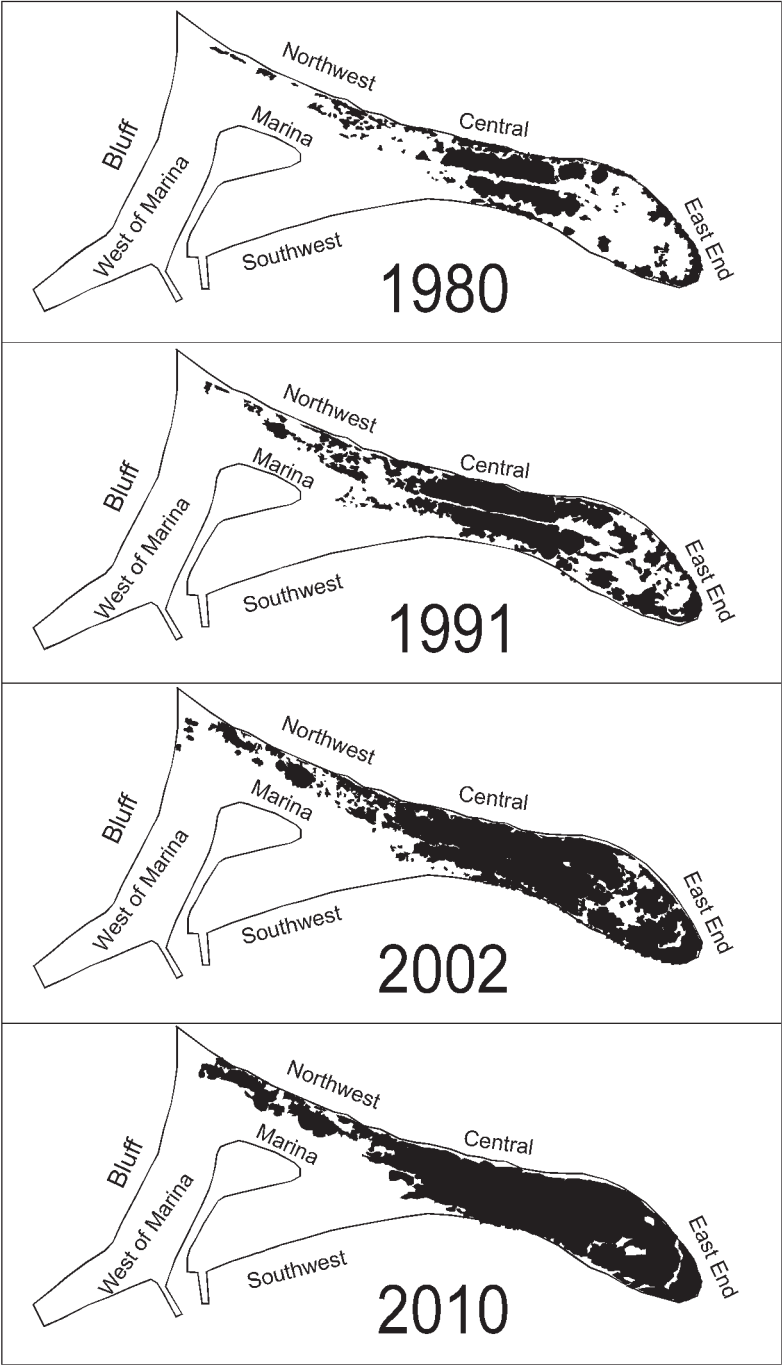 Northwest
Marina
Central
Bluff
West of Marina
Southwest
East End
1980
Northwest
Marina
Central
Bluff
West of Marina
Southwest
East End
1991
Northwest
Marina
Central
Bluff
West of Marina
Southwest
East End
2002
Northwest
Marina
Central
Bluff
West of Marina
Southwest
East End
2010